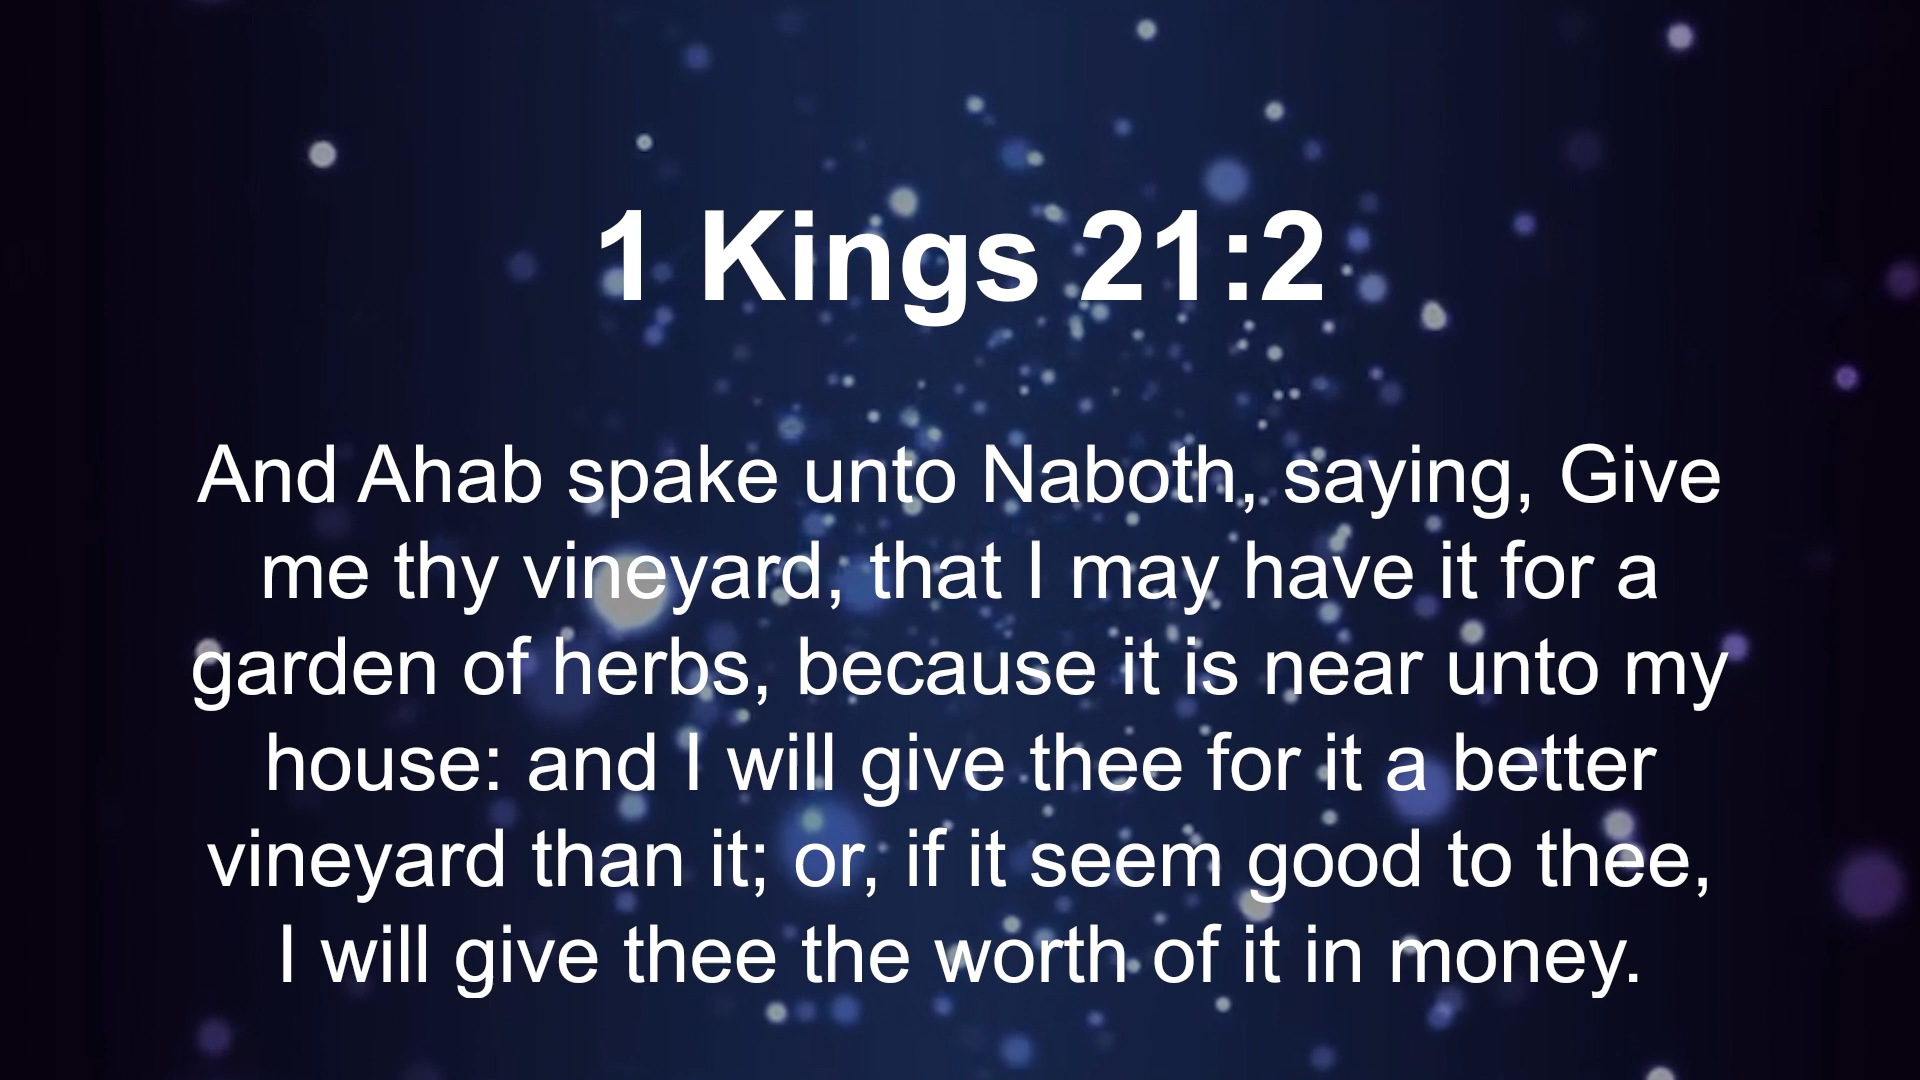 1 Kings 21:2
And Ahab spake unto Naboth, saying, Give
me thy vineyard, that I may have it for a
garden of herbs, because it is near unto my
house: and I will give thee for it a better
vineyard than it; or, if it seem good to thee,
I will give thee the worth of it in money.